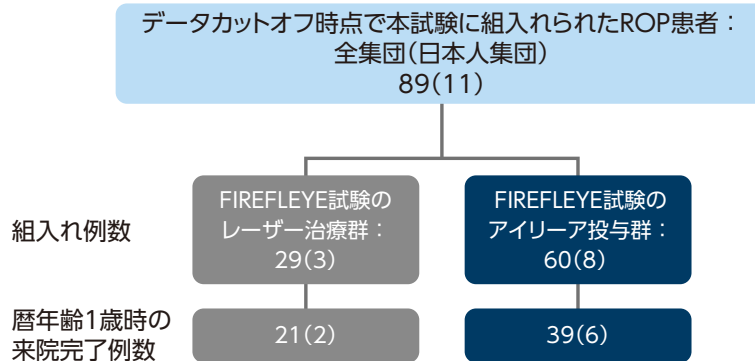 データカットオフ時点で本試験に組入れられたROP患者：
全集団(日本人集団)
89(11)
FIREFLEYE試験の
レーザー治療群：
29(3)
FIREFLEYE試験の
アイリーア投与群：
60(8)
組入れ例数
暦年齢1歳時の
来院完了例数
21(2)
39(6)